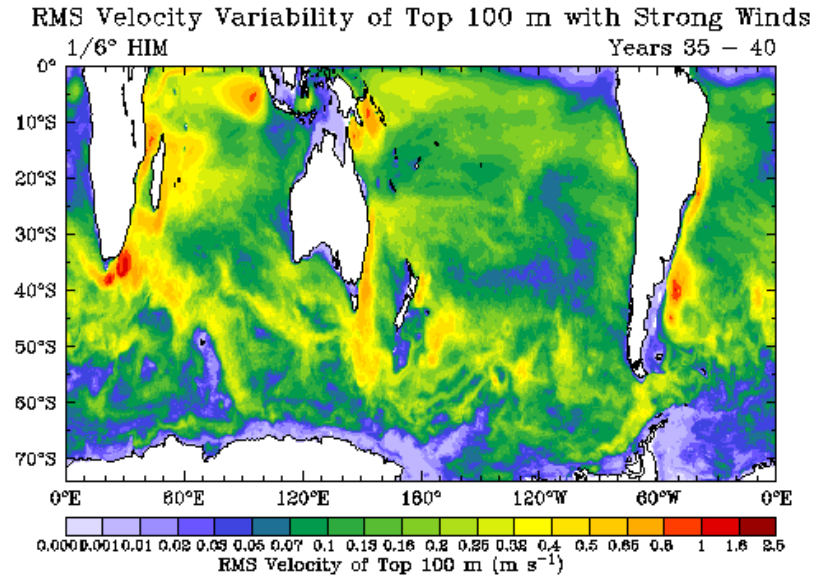 RMS Velocity Variability of Top 100 m with Strong Winds
1/6° HIM Years 35 – 40
0°
10°S
20°S
30°S
40°S
50°S
60°S
70°S
0°E 60°E 120°E 160° 120°W 60°W 0°E
0.01 0.02 0.03 0.05 0.07 0.1 0.13 0.16 0.2 0.25 0.32 0.4 0.5 0.65 0.8 1 1.6 2.5
RMS Velocity of Top 100 m (m s⁻¹)